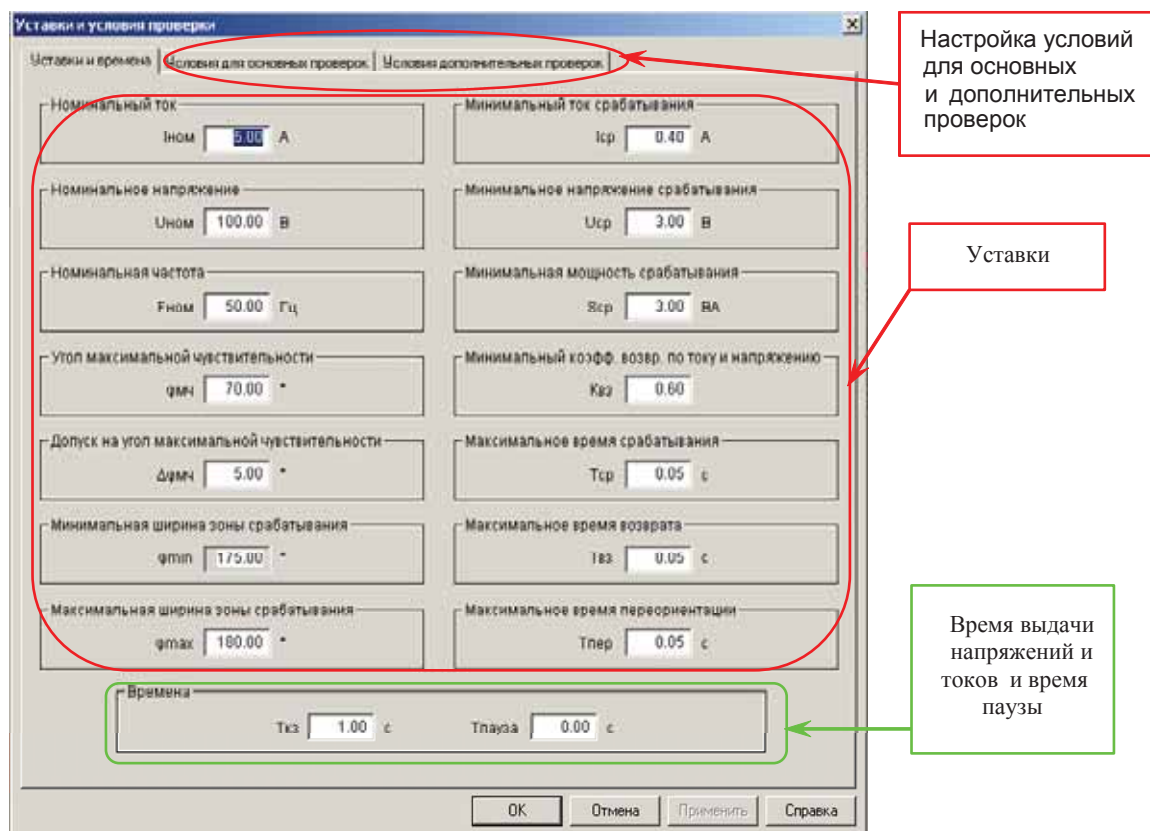 Уставки и условия проверки
Уставки и времена
Условия для основных проверок
Условия дополнительных проверок
Номинальный ток
Iном 5.00 А
Минимальный ток срабатывания
Iср 0.40 А
Номинальное напряжение
Uном 100.00 В
Минимальное напряжение срабатывания
Uср 3.00 В
Номинальная частота
Fном 50.00 Гц
Минимальная мощность срабатывания
Sср 3.00 ВА
Угол максимальной чувствительности
φмч 70.00 °
Минимальный коэфф. возвр. по току и напряжению
Kвз 0.60
Допуск на угол максимальной чувствительности
Δφмч 5.00 °
Максимальное время срабатывания
Tср 0.05 с
Минимальная ширина зоны срабатывания
φmin 175.00 °
Максимальное время возврата
Tвз 0.05 с
Максимальная ширина зоны срабатывания
φmax 180.00 °
Максимальное время переориентации
Tпер 0.05 с
Времена
Tкз 1.00 с
Tпауза 0.00 с
OK
Отмена
Применить
Справка
Настройка условий
для основных
и дополнительных
проверок
Уставки
Время выдачи
напряжений и
токов и время
паузы